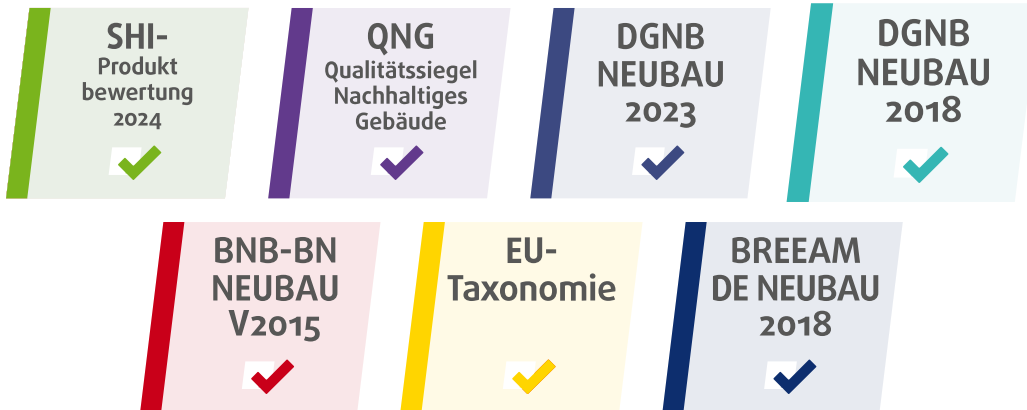 SHI-
Produkt
bewertung
2024
QNG
Qualitätssiegel
Nachhaltiges
Gebäude
DGNB
NEUBAU
2023
DGNB
NEUBAU
2018
BNB-BN
NEUBAU
V2015
EU-
Taxonomie
BREEAM
DE NEUBAU
2018